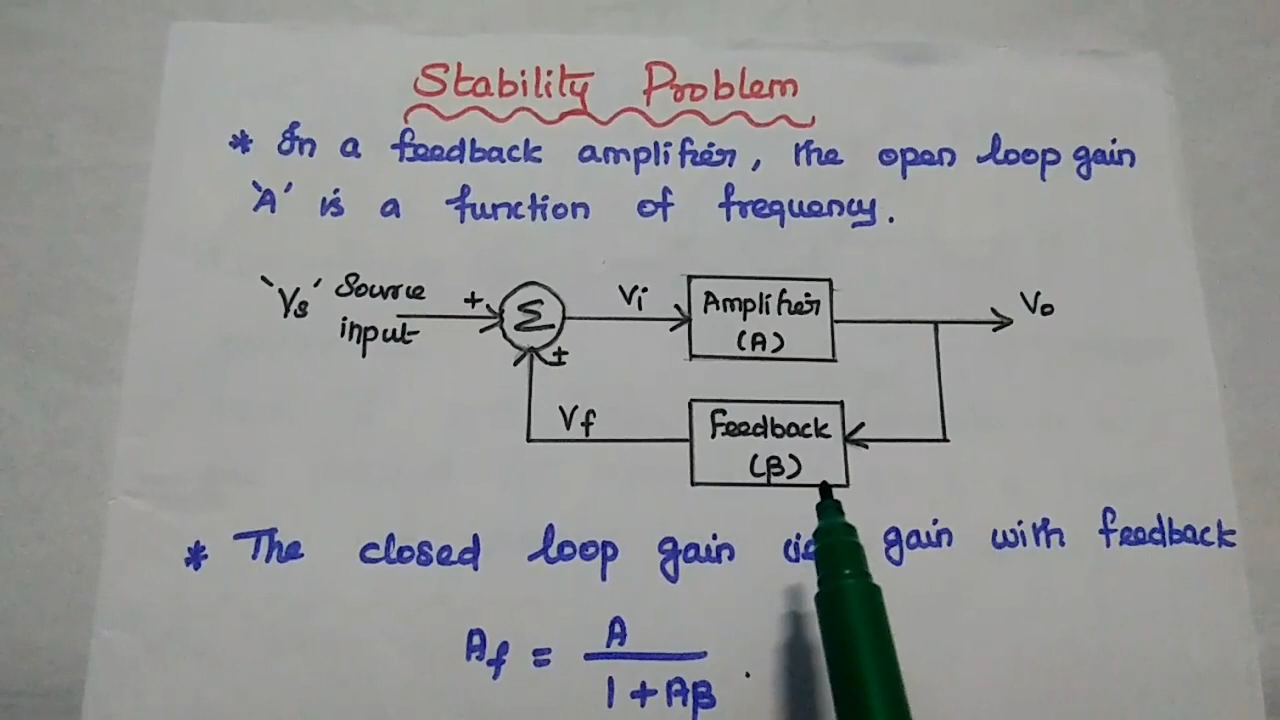 Stability Problem
* In a feedback amplifier, the open loop gain
'A' is a function of frequency.
'Vs' Source input
+
Σ
±
Vi
Amplifier
(A)
Vo
Vf
Feedback
(β)
* The closed loop gain gain with feedback
Af = A / 1 + Aβ .